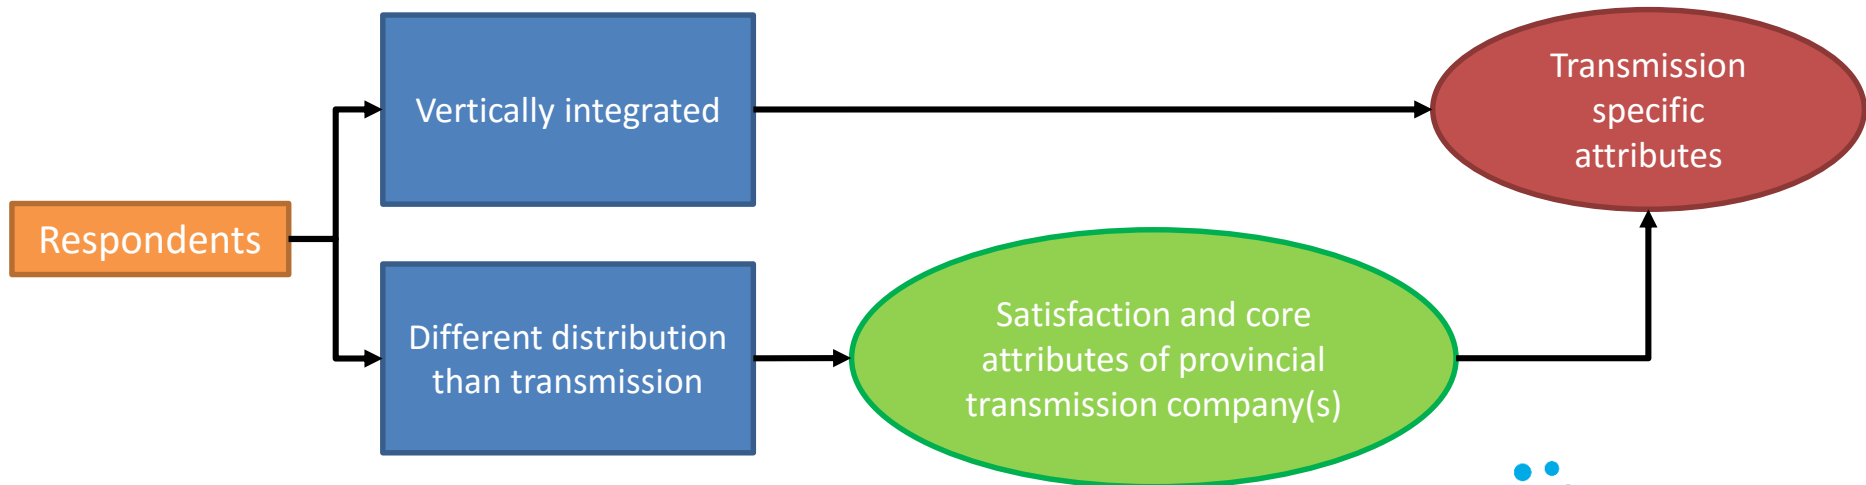 Vertically integrated
Transmission
specific
attributes
Respondents
Different distribution
than transmission
Satisfaction and core
attributes of provincial
transmission company(s)